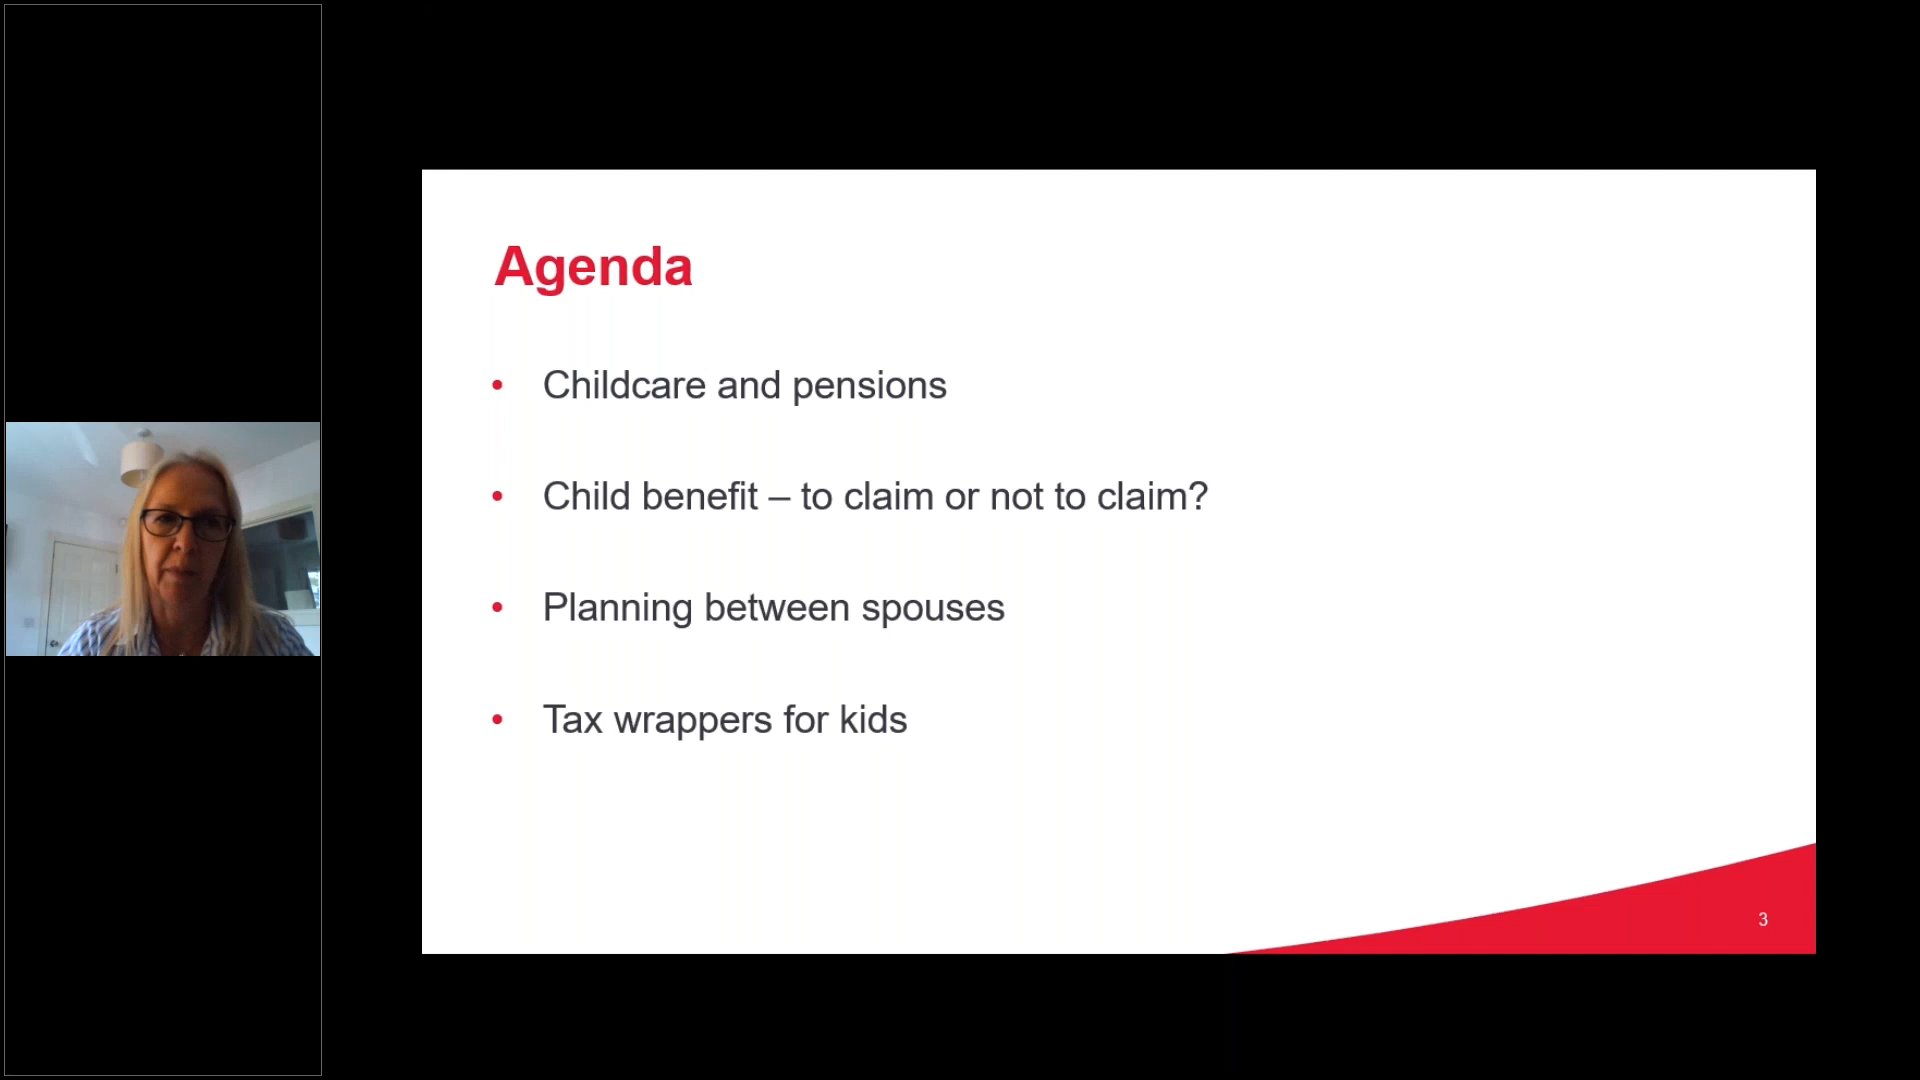 Agenda
• Childcare and pensions
• Child benefit – to claim or not to claim?
• Planning between spouses
• Tax wrappers for kids
3